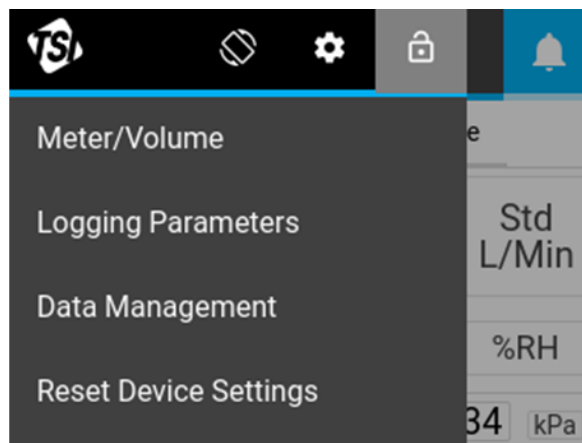 TSI
e
Meter/Volume
Std
L/Min
Logging Parameters
Data Management
%RH
Reset Device Settings
34 kPa